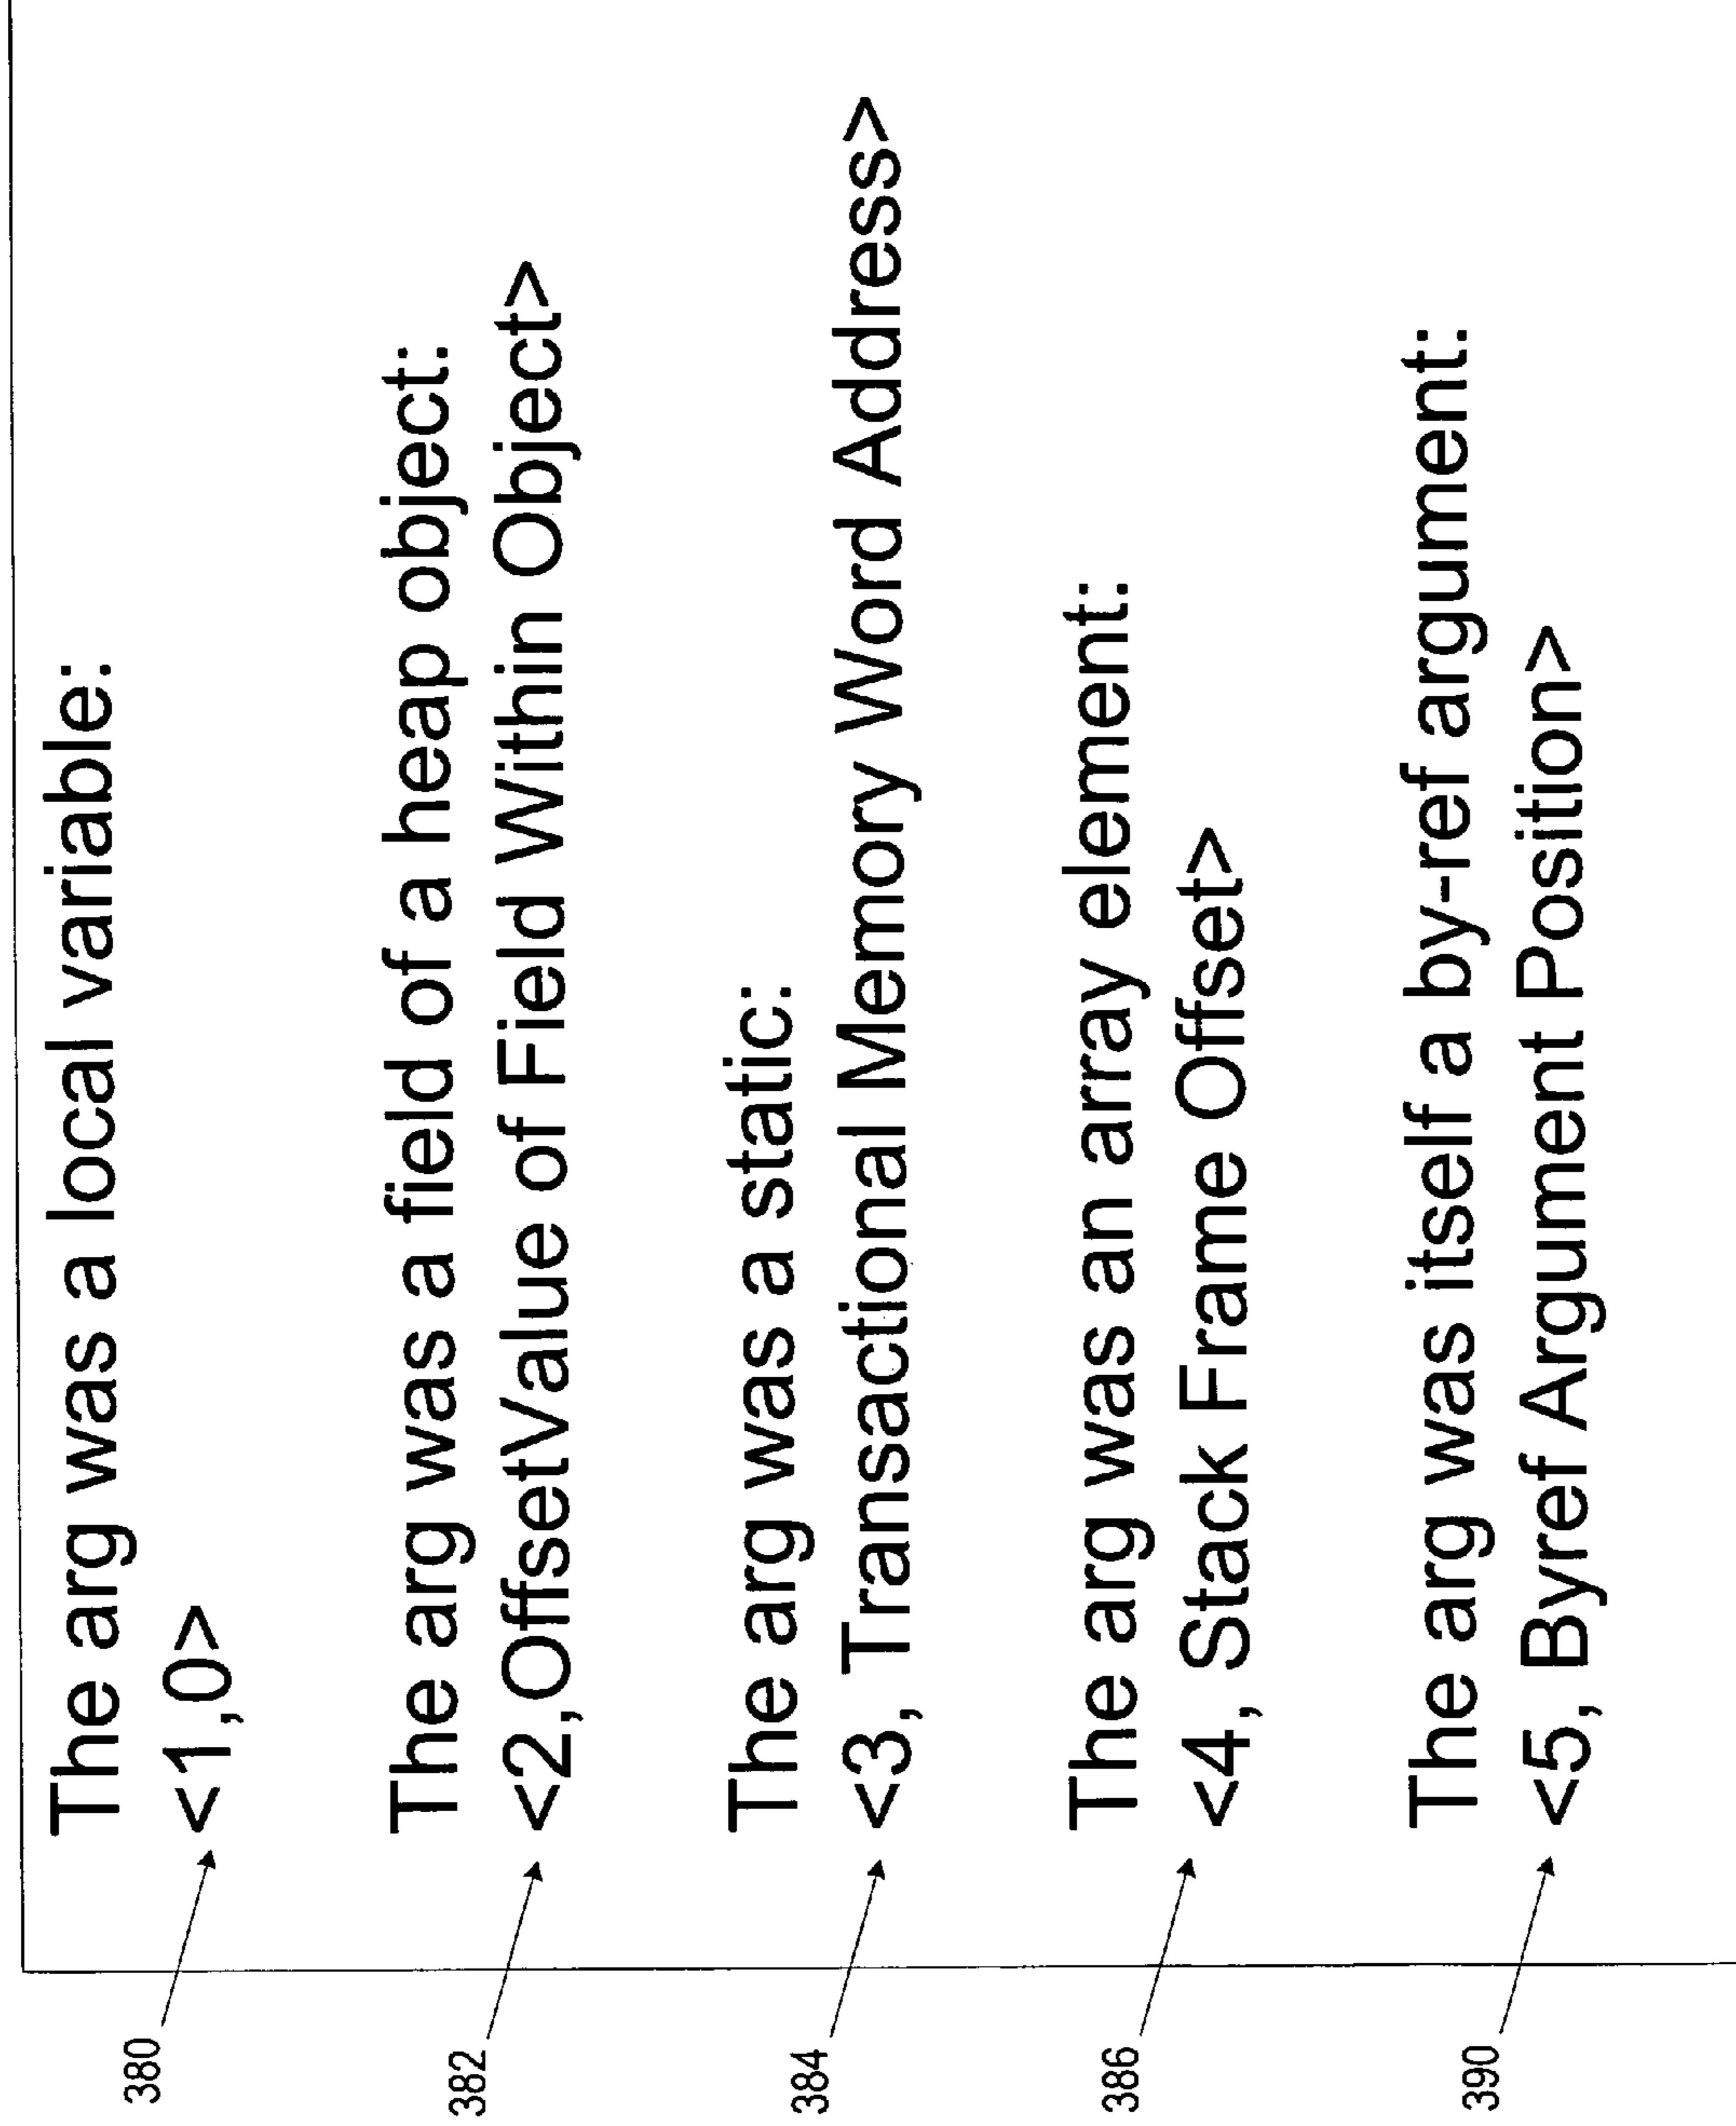 The arg was a local variable:
380
<1,0>
The arg was a field of a heap object:
382
<2,OffsetValue of Field Within Object>
The arg was a static:
384
<3, Transactional Memory Word Address>
The arg was an array element:
386
<4, Stack Frame Offset>
The arg was itself a by-ref argument:
390
<5, Byref Argument Position>